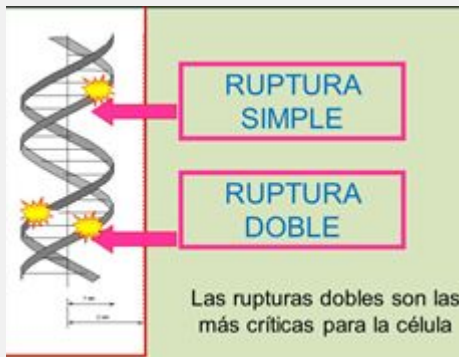 RUPTURA
SIMPLE
RUPTURA
DOBLE
Las rupturas dobles son las
más críticas para la célula